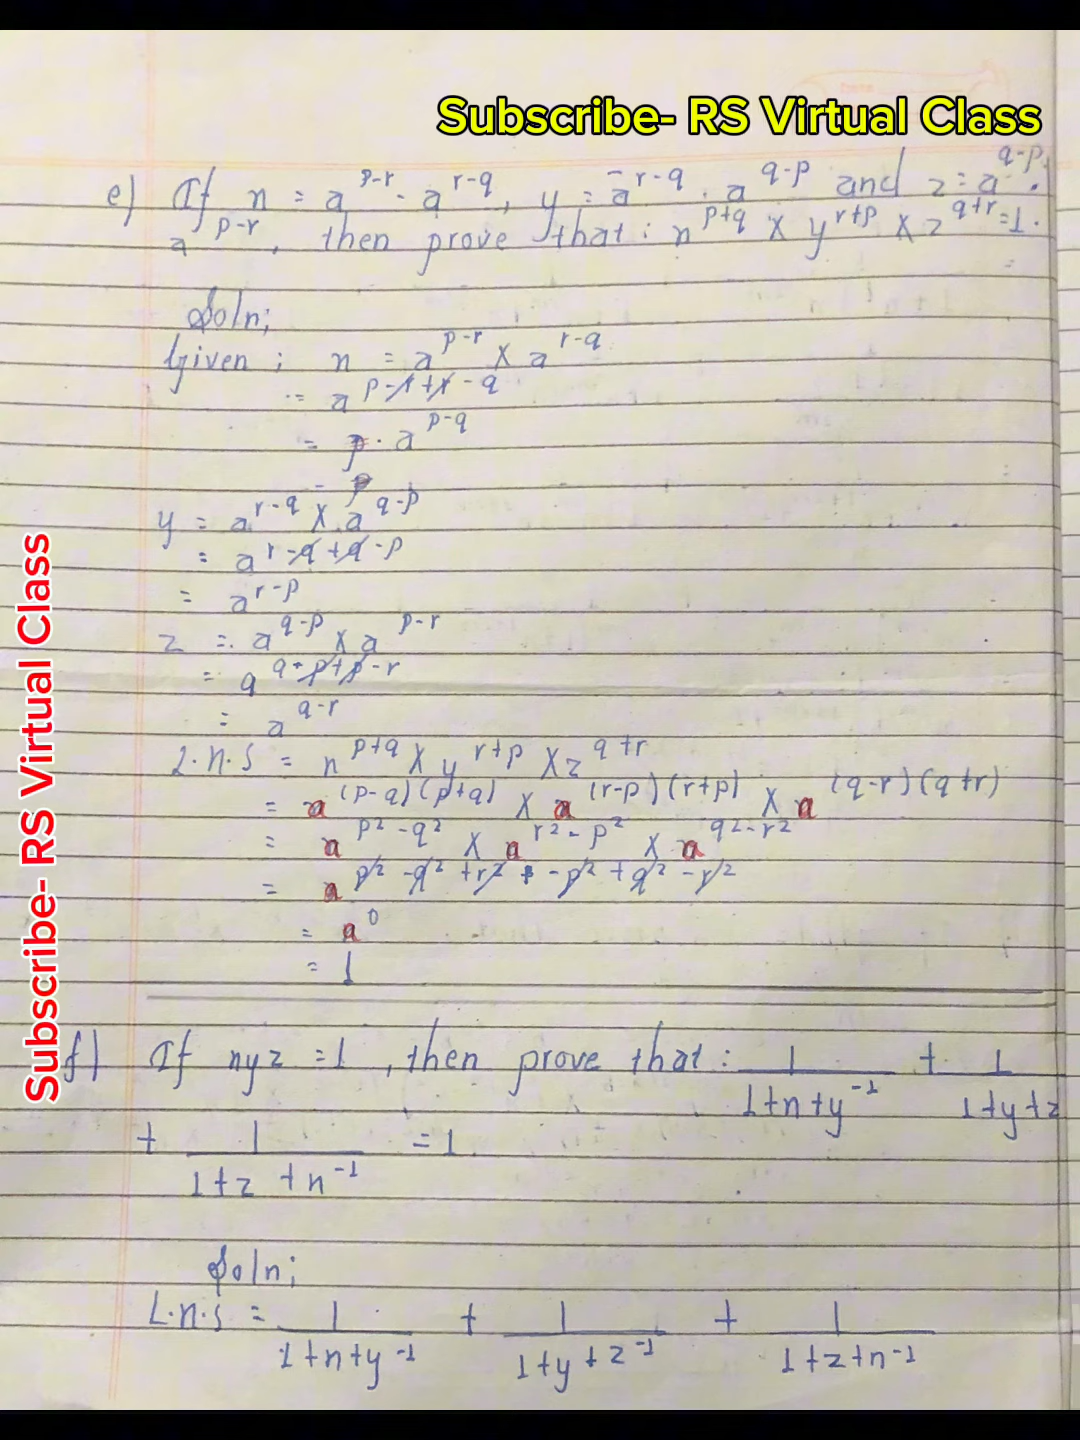 Subscribe- RS Virtual Class
e) If x = a^{p-r} . a^{r-q}, y = a^{r-q} . a^{q-p} and z = a^{q-p} .
a^{p-r}, then prove that : x^{p+q} × y^{r+p} × z^{q+r} = 1.
Soln;
Given ; x = a^{p-r} × a^{r-q}
= a^{p-r+r-q}
= a^{p-q}
y = a^{r-q} × a^{q-p}
= a^{r-q+q-p}
= a^{r-p}
z = a^{q-p} × a^{p-r}
= a^{q-p+p-r}
= a^{q-r}
L.H.S = x^{p+q} × y^{r+p} × z^{q+r}
= a^{(p-q)(p+q)} × a^{(r-p)(r+p)} × a^{(q-r)(q+r)}
= a^{p²-q²} × a^{r²-p²} × a^{q²-r²}
= a^{p²-q²+r²-p²+q²-r²}
= a^0
= 1
f) If xyz = 1, then prove that : 1/(1+x+y^{-1}) + 1/(1+y+z
+ 1/(1+z+x^{-1}) = 1
Soln;
L.H.S = 1/(1+x+y^{-1}) + 1/(1+y+z^{-1}) + 1/(1+z+x^{-1})
Subscribe- RS Virtual Class